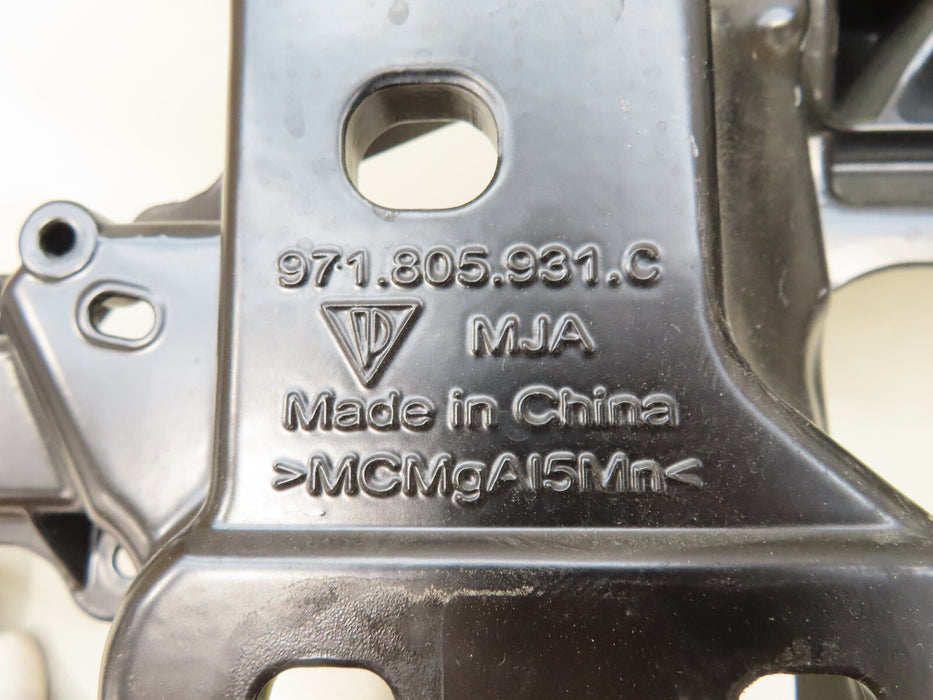 971.805.931.C
MJA
Made in China
>MCMgAl5Mn<